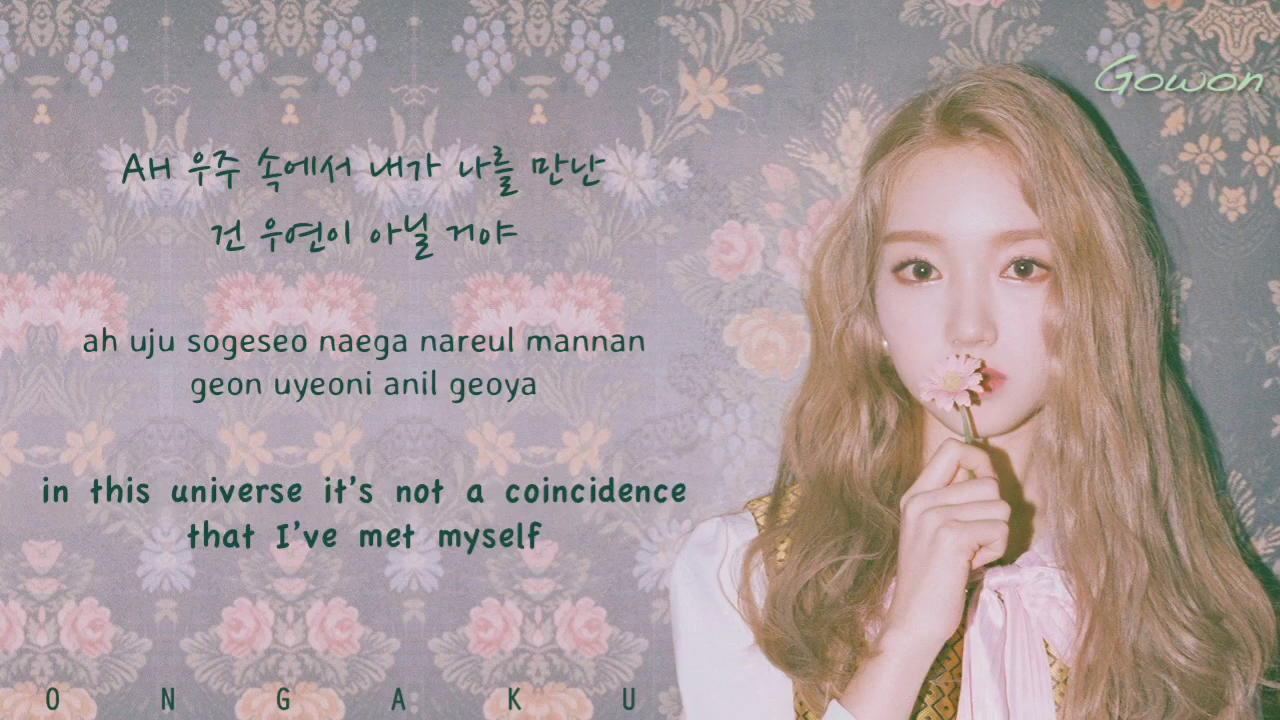 Gowon
AH 우주 속에서 내가 나를 만난
건 우연이 아닐 거야
ah uju sogeseo naega nareul mannan
geon uyeoni anil geoya
in this universe it's not a coincidence
that I've met myself
O N G A K U